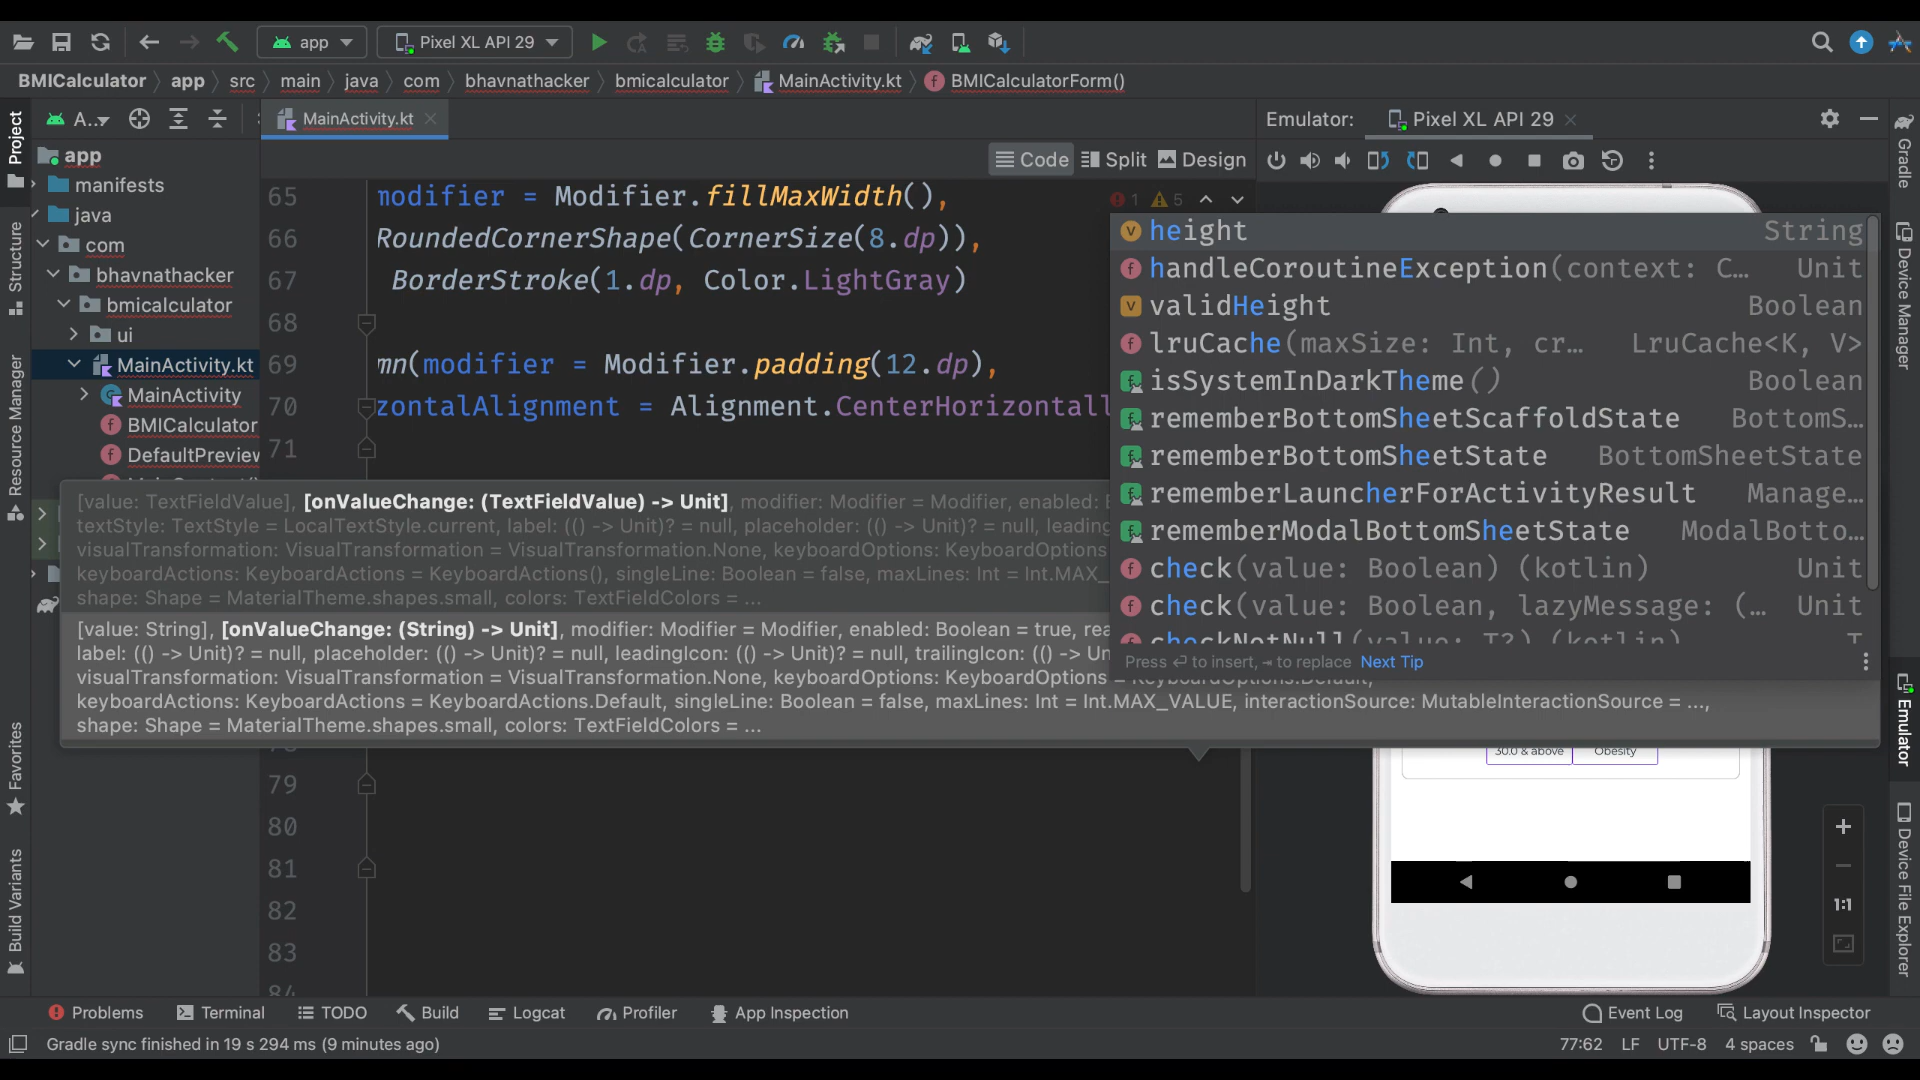 app
Pixel XL API 29
BMICalculator
app
src
main
java
com
bhavnathacker
bmicalculator
MainActivity.kt
BMICalculatorForm()
Project
A...
MainActivity.kt
Emulator:
Pixel XL API 29
Gradle
Code
Split
Design
app
manifests
java
com
bhavnathacker
bmicalculator
ui
MainActivity.kt
MainActivity
BMICalculator
DefaultPreview
Structure
Resource Manager
Favorites
Build Variants
65 modifier = Modifier.fillMaxWidth(),
66 RoundedCornerShape(CornerSize(8.dp)),
67 BorderStroke(1.dp, Color.LightGray)
68
69 mn(modifier = Modifier.padding(12.dp),
70 zontalAlignment = Alignment.CenterHorizontall
71
1 5
height String
handleCoroutineException(context: C… Unit
validHeight Boolean
lruCache(maxSize: Int, cr… LruCache<K, V>
isSystemInDarkTheme() Boolean
rememberBottomSheetScaffoldState BottomS…
rememberBottomSheetState BottomSheetState
rememberLauncherForActivityResult Manage…
rememberModalBottomSheetState ModalBotto…
check(value: Boolean) (kotlin) Unit
check(value: Boolean, lazyMessage: (… Unit
checkNotNull(value: T?) (kotlin) T
Press ⏎ to insert, ⇥ to replace Next Tip
[value: TextFieldValue], [onValueChange: (TextFieldValue) -> Unit], modifier: Modifier = Modifier, enabled:
textStyle: TextStyle = LocalTextStyle.current, label: (() -> Unit)? = null, placeholder: (() -> Unit)? = null, leading
visualTransformation: VisualTransformation = VisualTransformation.None, keyboardOptions: KeyboardOptions
keyboardActions: KeyboardActions = KeyboardActions(), singleLine: Boolean = false, maxLines: Int = Int.MAX_
shape: Shape = MaterialTheme.shapes.small, colors: TextFieldColors = ...
[value: String], [onValueChange: (String) -> Unit], modifier: Modifier = Modifier, enabled: Boolean = true, rea
label: (() -> Unit)? = null, placeholder: (() -> Unit)? = null, leadingIcon: (() -> Unit)? = null, trailingIcon: (() -> Un
visualTransformation: VisualTransformation = VisualTransformation.None, keyboardOptions: KeyboardOptions = KeyboardOptions.Default,
keyboardActions: KeyboardActions = KeyboardActions.Default, singleLine: Boolean = false, maxLines: Int = Int.MAX_VALUE, interactionSource: MutableInteractionSource = ...,
shape: Shape = MaterialTheme.shapes.small, colors: TextFieldColors = ...
79
80
81
82
83
84
30.0 & above Obesity
1:1
Device Manager
Emulator
Device File Explorer
Problems
Terminal
TODO
Build
Logcat
Profiler
App Inspection
Event Log
Layout Inspector
Gradle sync finished in 19 s 294 ms (9 minutes ago)
77:62 LF UTF-8 4 spaces